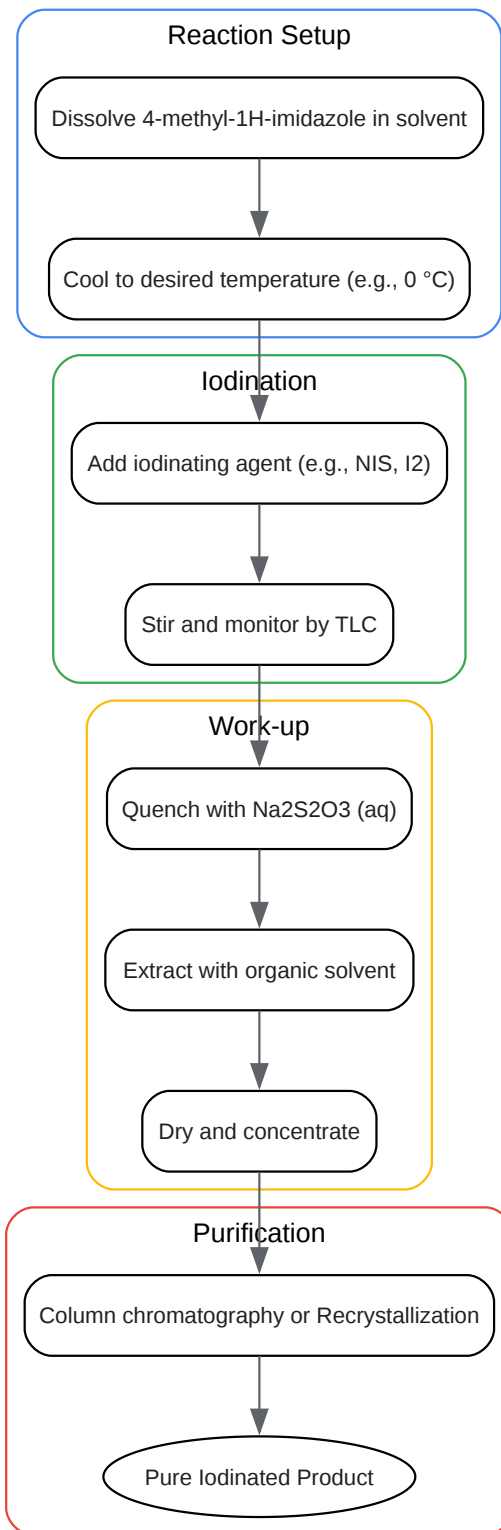 Reaction Setup
Dissolve 4-methyl-1H-imidazole in solvent
Cool to desired temperature (e.g., 0 °C)
Iodination
Add iodinating agent (e.g., NIS, I2)
Stir and monitor by TLC
Work-up
Quench with Na2S2O3 (aq)
Extract with organic solvent
Dry and concentrate
Purification
Column chromatography or Recrystallization
Pure Iodinated Product